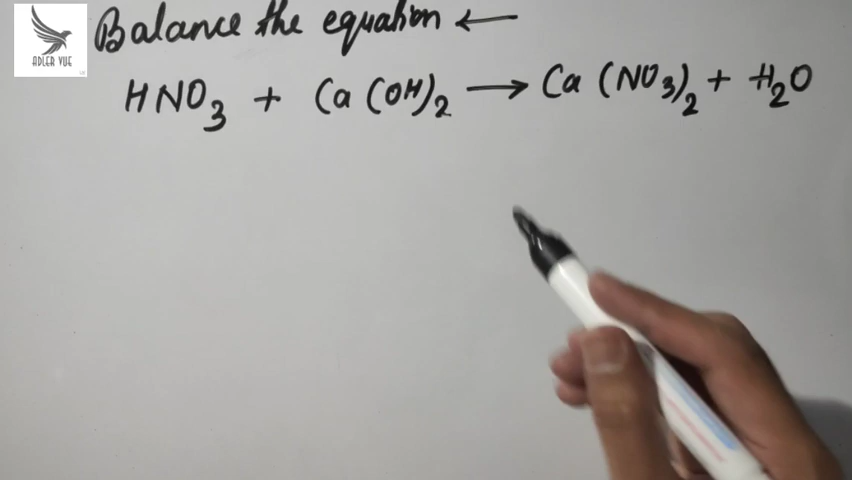 ADLER VUE
Balance the equation ←
HNO₃ + Ca(OH)₂ → Ca(NO₃)₂ + H₂O